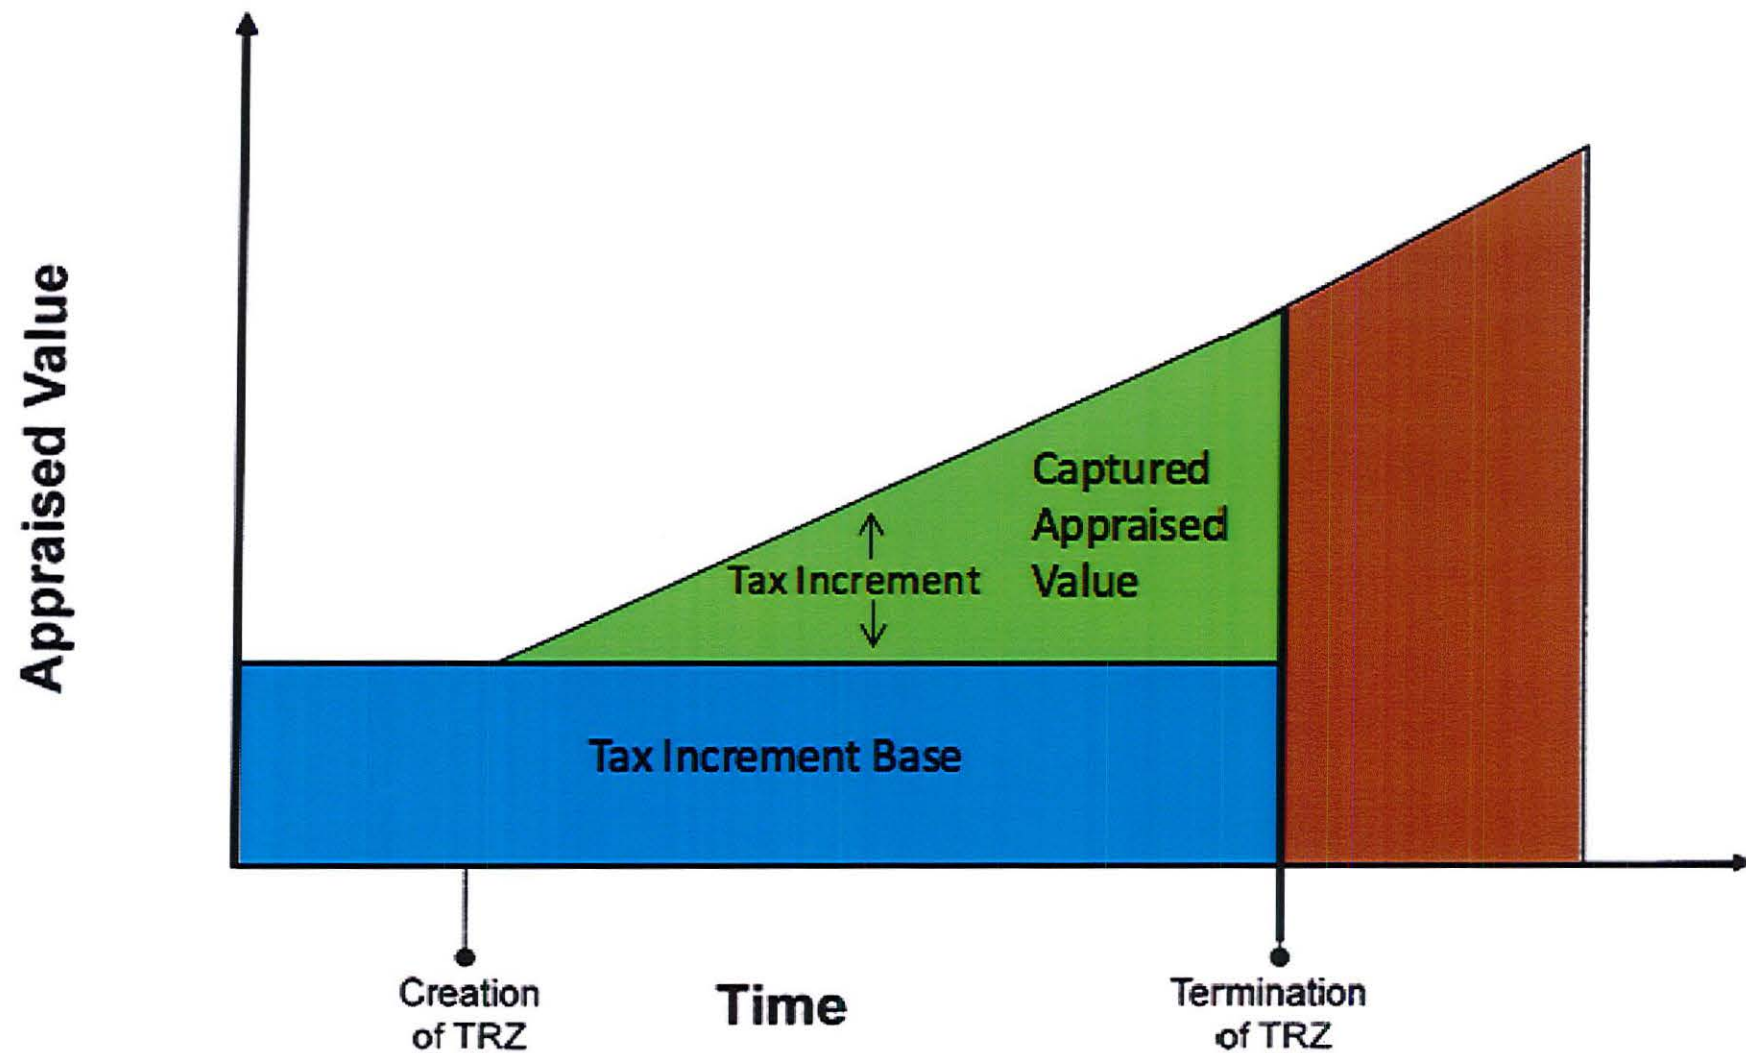 Appraised Value
Captured
Appraised
Value
Tax Increment
Tax Increment Base
Creation
of TRZ
Time
Termination
of TRZ